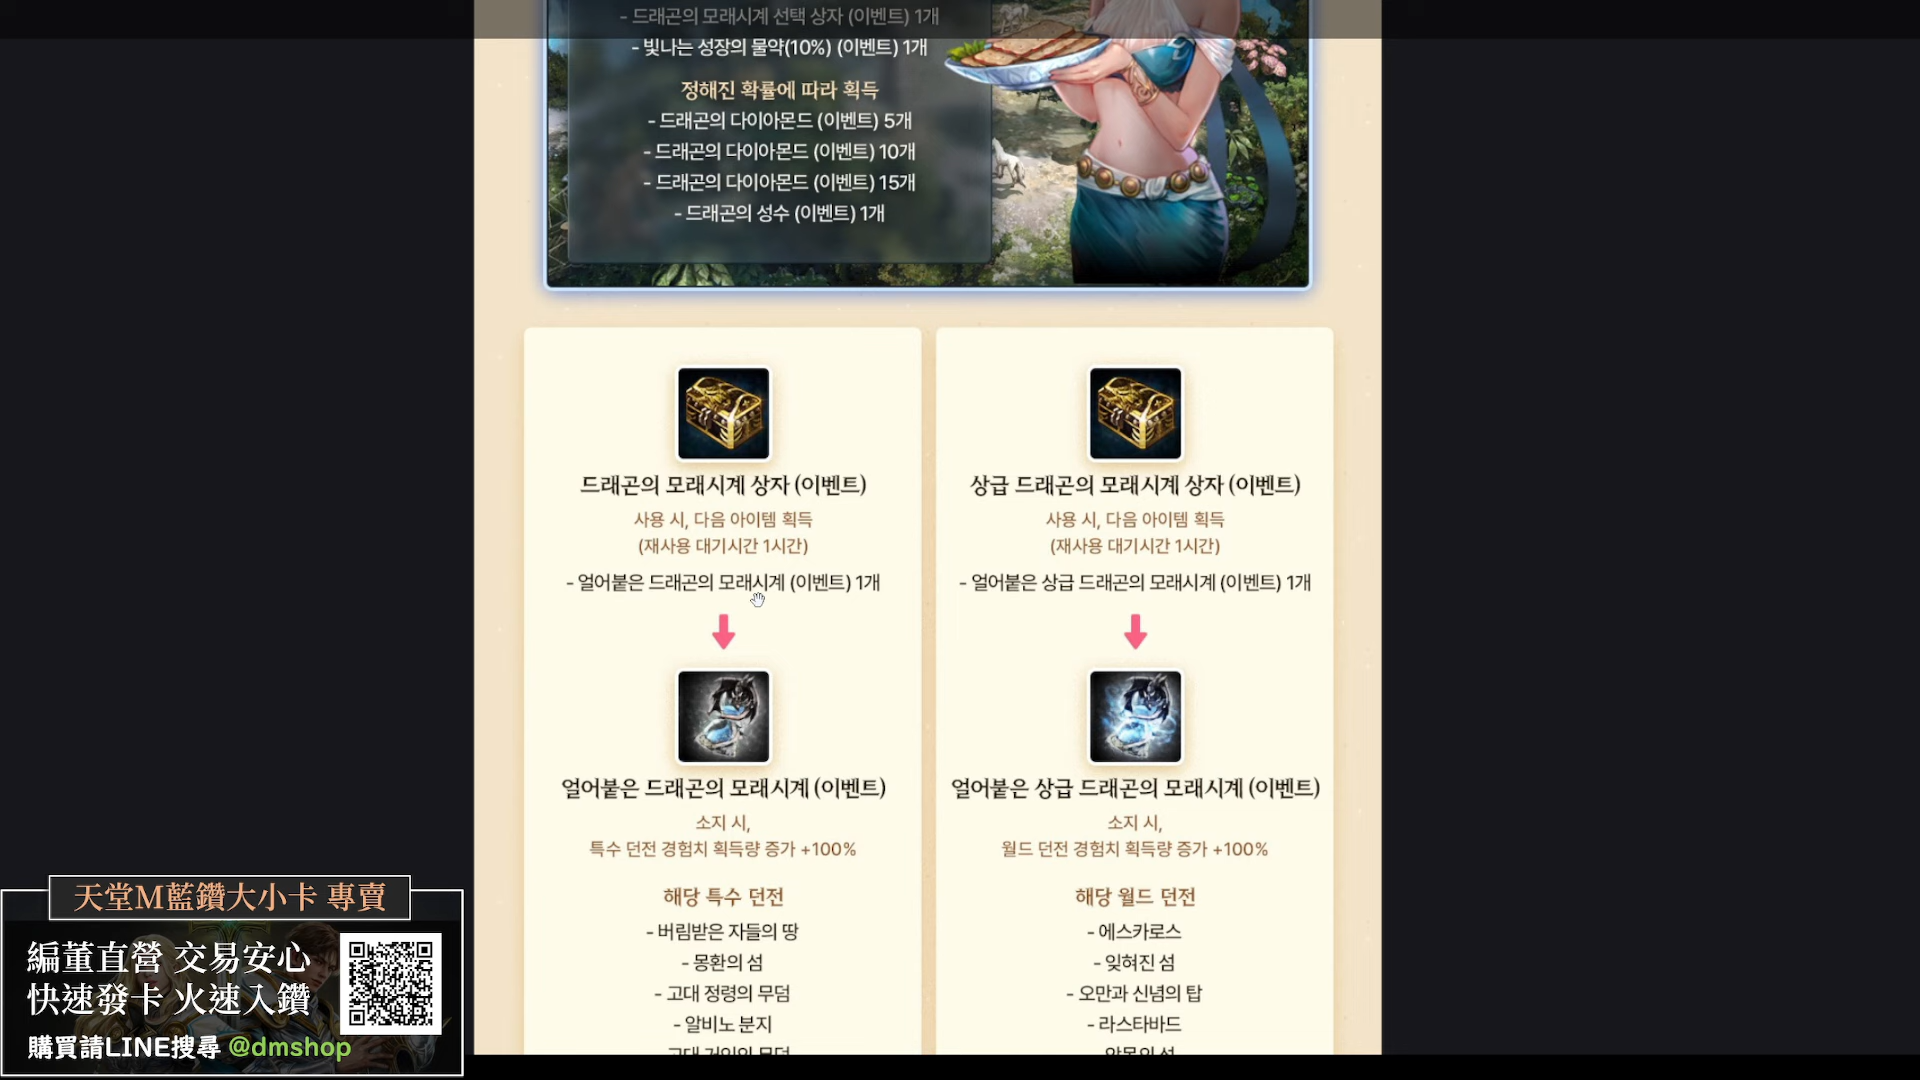 - 드래곤의 모래시계 선택 상자 (이벤트) 1개
- 빛나는 성장의 물약(10%) (이벤트) 1개
정해진 확률에 따라 획득
- 드래곤의 다이아몬드 (이벤트) 5개
- 드래곤의 다이아몬드 (이벤트) 10개
- 드래곤의 다이아몬드 (이벤트) 15개
- 드래곤의 성수 (이벤트) 1개
드래곤의 모래시계 상자 (이벤트)
사용 시, 다음 아이템 획득
(재사용 대기시간 1시간)
- 얼어붙은 드래곤의 모래시계 (이벤트) 1개
얼어붙은 드래곤의 모래시계 (이벤트)
소지 시,
특수 던전 경험치 획득량 증가 +100%
해당 특수 던전
- 버림받은 자들의 땅
- 몽환의 섬
- 고대 정령의 무덤
- 알비노 분지
상급 드래곤의 모래시계 상자 (이벤트)
사용 시, 다음 아이템 획득
(재사용 대기시간 1시간)
- 얼어붙은 상급 드래곤의 모래시계 (이벤트) 1개
얼어붙은 상급 드래곤의 모래시계 (이벤트)
소지 시,
월드 던전 경험치 획득량 증가 +100%
해당 월드 던전
- 에스카로스
- 잊혀진 섬
- 오만과 신념의 탑
- 라스타바드
天堂M藍鑽大小卡 專賣
編董直營 交易安心
快速發卡 火速入鑽
購買請LINE搜尋 @dmshop